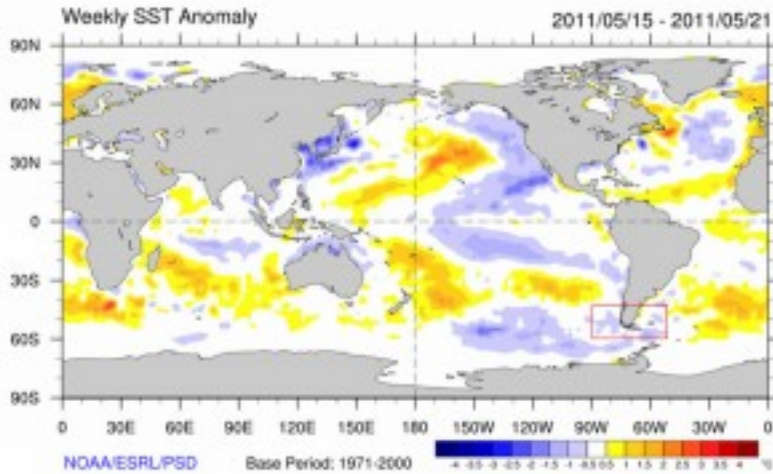 Weekly SST Anomaly 2011/05/15 - 2011/05/21
90N
60N
30N
0
30S
60S
90S
0 30E 60E 90E 120E 150E 180 150W 120W 90W 60W 30W 0
NOAA/ESRL/PSD Base Period: 1971-2000